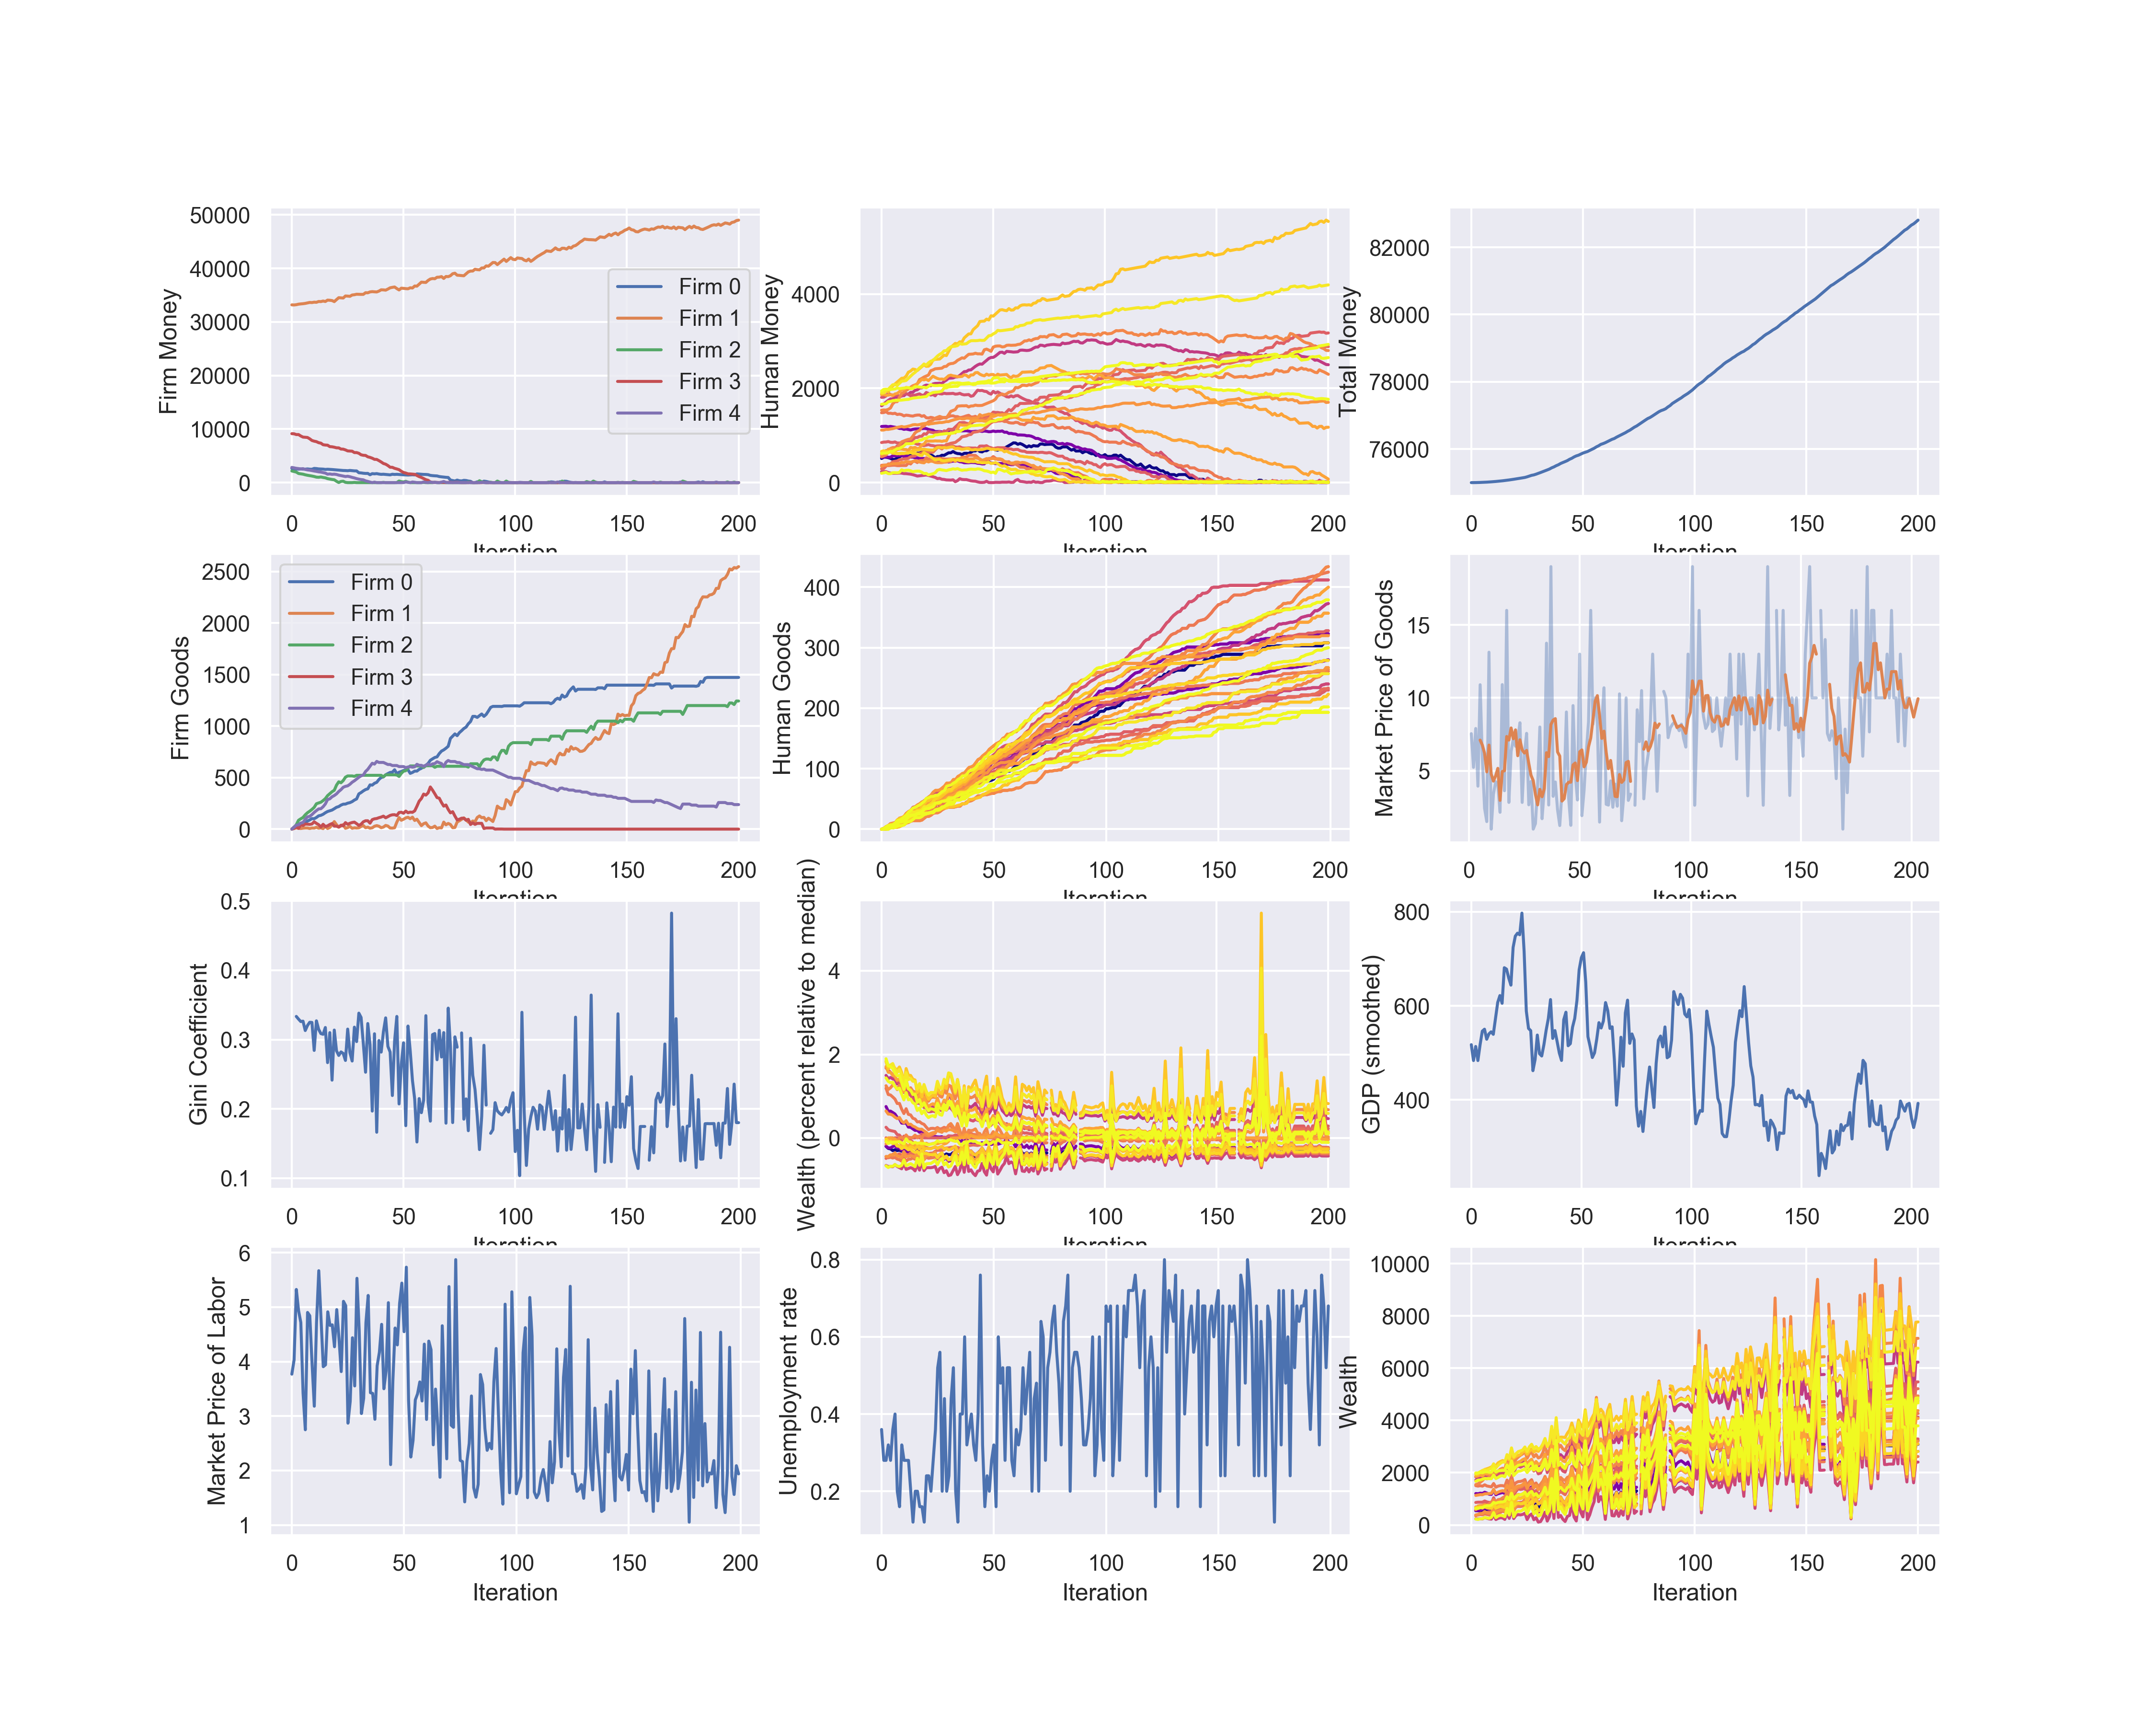 Firm Money
50000
40000
30000
20000
10000
0
0 50 100 150 200
Iteration
Firm 0
Firm 1
Firm 2
Firm 3
Firm 4
Human Money
4000
2000
0
0 50 100 150 200
Iteration
Total Money
82000
80000
78000
76000
0 50 100 150 200
Iteration
Firm Goods
2500
2000
1500
1000
500
0
0 50 100 150 200
Iteration
Firm 0
Firm 1
Firm 2
Firm 3
Firm 4
Human Goods
400
300
200
100
0
0 50 100 150 200
Iteration
Market Price of Goods
15
10
5
0 50 100 150 200
Iteration
Gini Coefficient
0.5
0.4
0.3
0.2
0.1
0 50 100 150 200
Iteration
Wealth (percent relative to median)
4
2
0
0 50 100 150 200
Iteration
GDP (smoothed)
800
600
400
0 50 100 150 200
Iteration
Market Price of Labor
6
5
4
3
2
1
0 50 100 150 200
Iteration
Unemployment rate
0.8
0.6
0.4
0.2
0 50 100 150 200
Iteration
Wealth
10000
8000
6000
4000
2000
0
0 50 100 150 200
Iteration